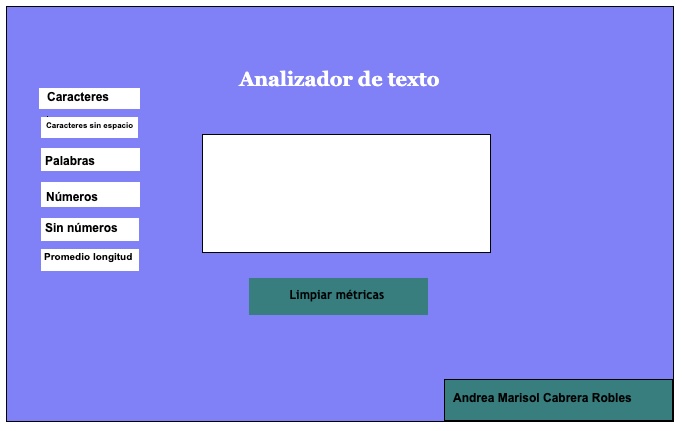 Analizador de texto
Caracteres
Caracteres sin espacio
Palabras
Números
Sin números
Promedio longitud
Limpiar métricas
Andrea Marisol Cabrera Robles